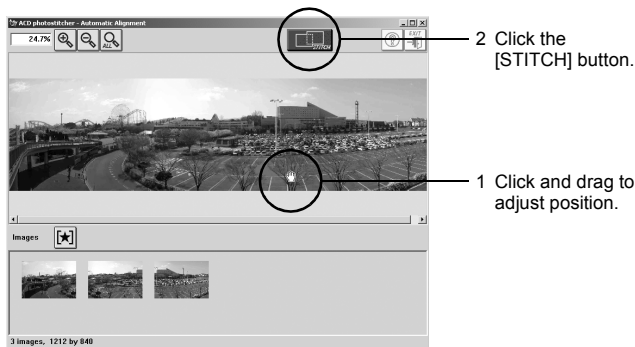 ACD photostitcher - Automatic Alignment
24.7%
ALL
STITCH
EXIT
2 Click the
[STITCH] button.
1 Click and drag to
adjust position.
Images
3 images, 1212 by 840